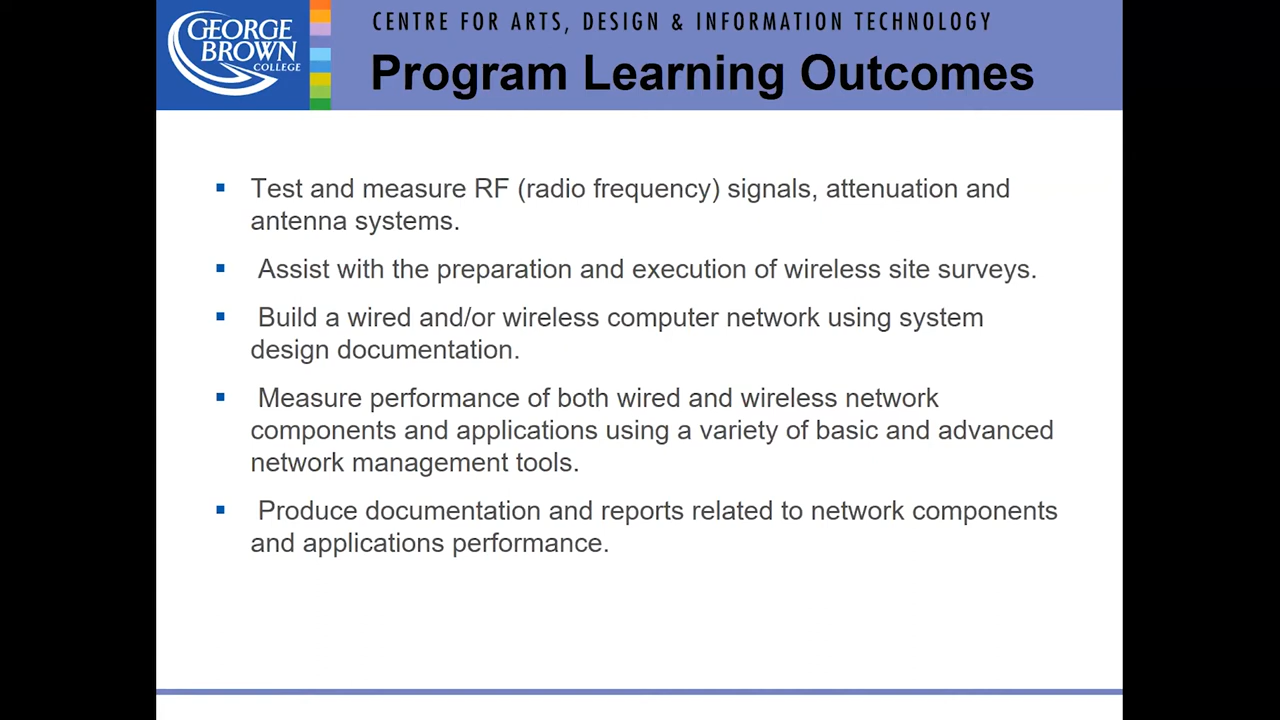 GEORGE
BROWN
COLLEGE
CENTRE FOR ARTS, DESIGN & INFORMATION TECHNOLOGY
Program Learning Outcomes
Test and measure RF (radio frequency) signals, attenuation and
antenna systems.
Assist with the preparation and execution of wireless site surveys.
Build a wired and/or wireless computer network using system
design documentation.
Measure performance of both wired and wireless network
components and applications using a variety of basic and advanced
network management tools.
Produce documentation and reports related to network components
and applications performance.